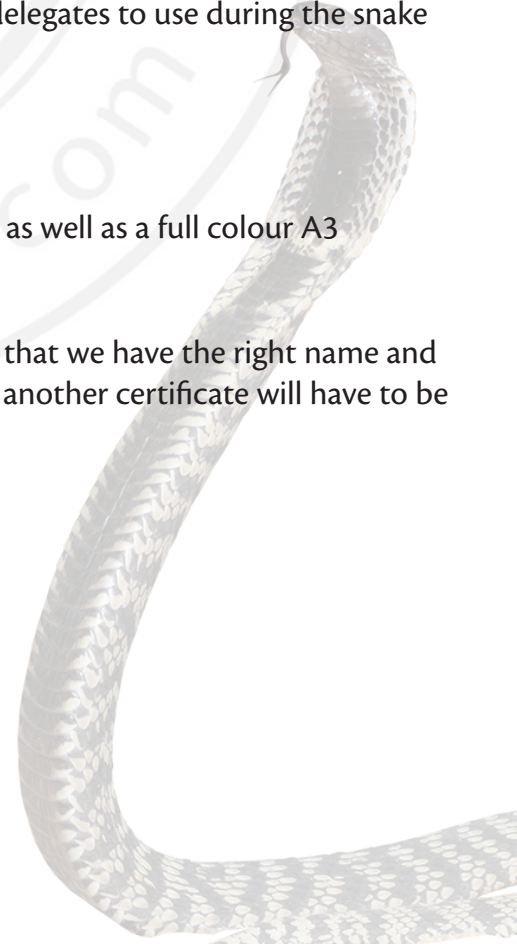 delegates to use during the snake
com
as well as a full colour A3
that we have the right name and
another certificate will have to be